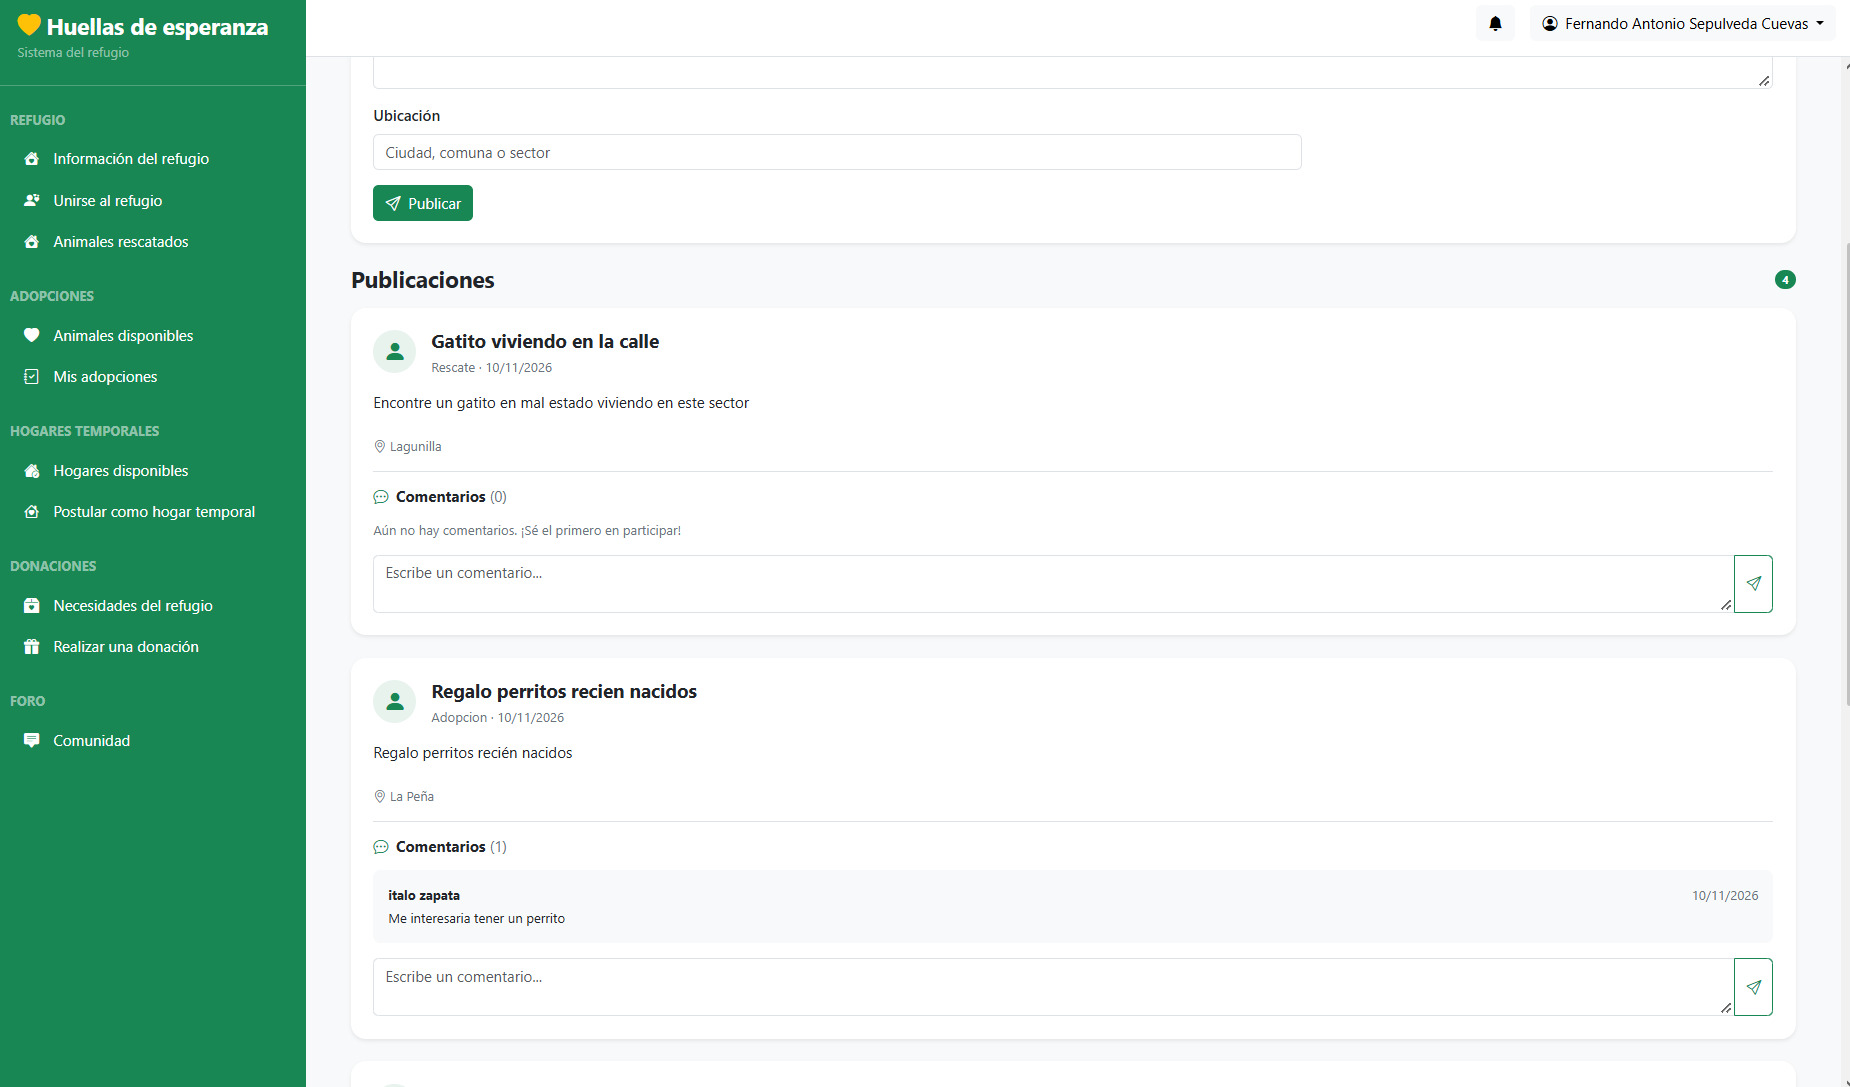 Huellas de esperanza
Sistema del refugio
REFUGIO
Información del refugio
Unirse al refugio
Animales rescatados
ADOPCIONES
Animales disponibles
Mis adopciones
HOGARES TEMPORALES
Hogares disponibles
Postular como hogar temporal
DONACIONES
Necesidades del refugio
Realizar una donación
FORO
Comunidad
Fernando Antonio Sepulveda Cuevas
Ubicación
Ciudad, comuna o sector
Publicar
Publicaciones
4
Gatito viviendo en la calle
Rescate · 10/11/2026
Encontre un gatito en mal estado viviendo en este sector
Lagunilla
Comentarios (0)
Aún no hay comentarios. ¡Sé el primero en participar!
Escribe un comentario...
Regalo perritos recien nacidos
Adopcion · 10/11/2026
Regalo perritos recién nacidos
La Peña
Comentarios (1)
italo zapata
10/11/2026
Me interesaria tener un perrito
Escribe un comentario...